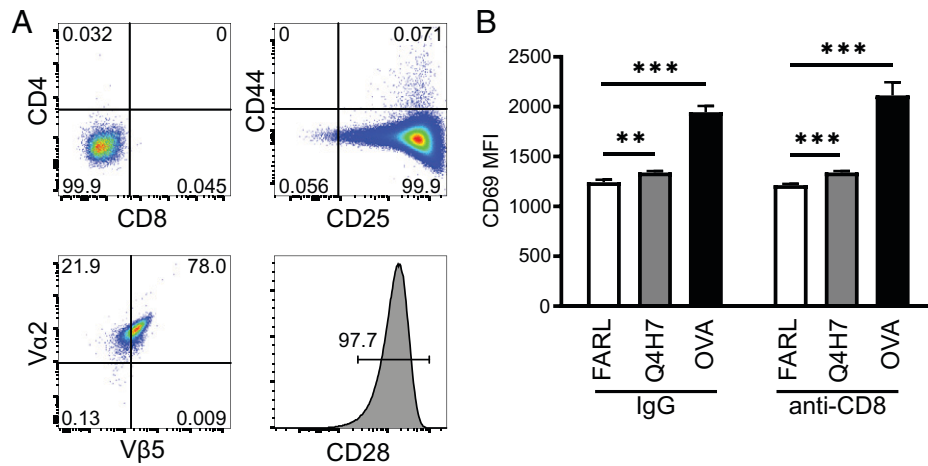 A
0.032 0
CD4
99.9 0.045
CD8
0 0.071
CD44
0.056 99.9
CD25
21.9 78.0
Vα2
0.13 0.009
Vβ5
97.7
CD28
B
CD69 MFI
2500
2000
1500
1000
500
0
*** ***
** ***
FARL
Q4H7
OVA
FARL
Q4H7
OVA
IgG anti-CD8